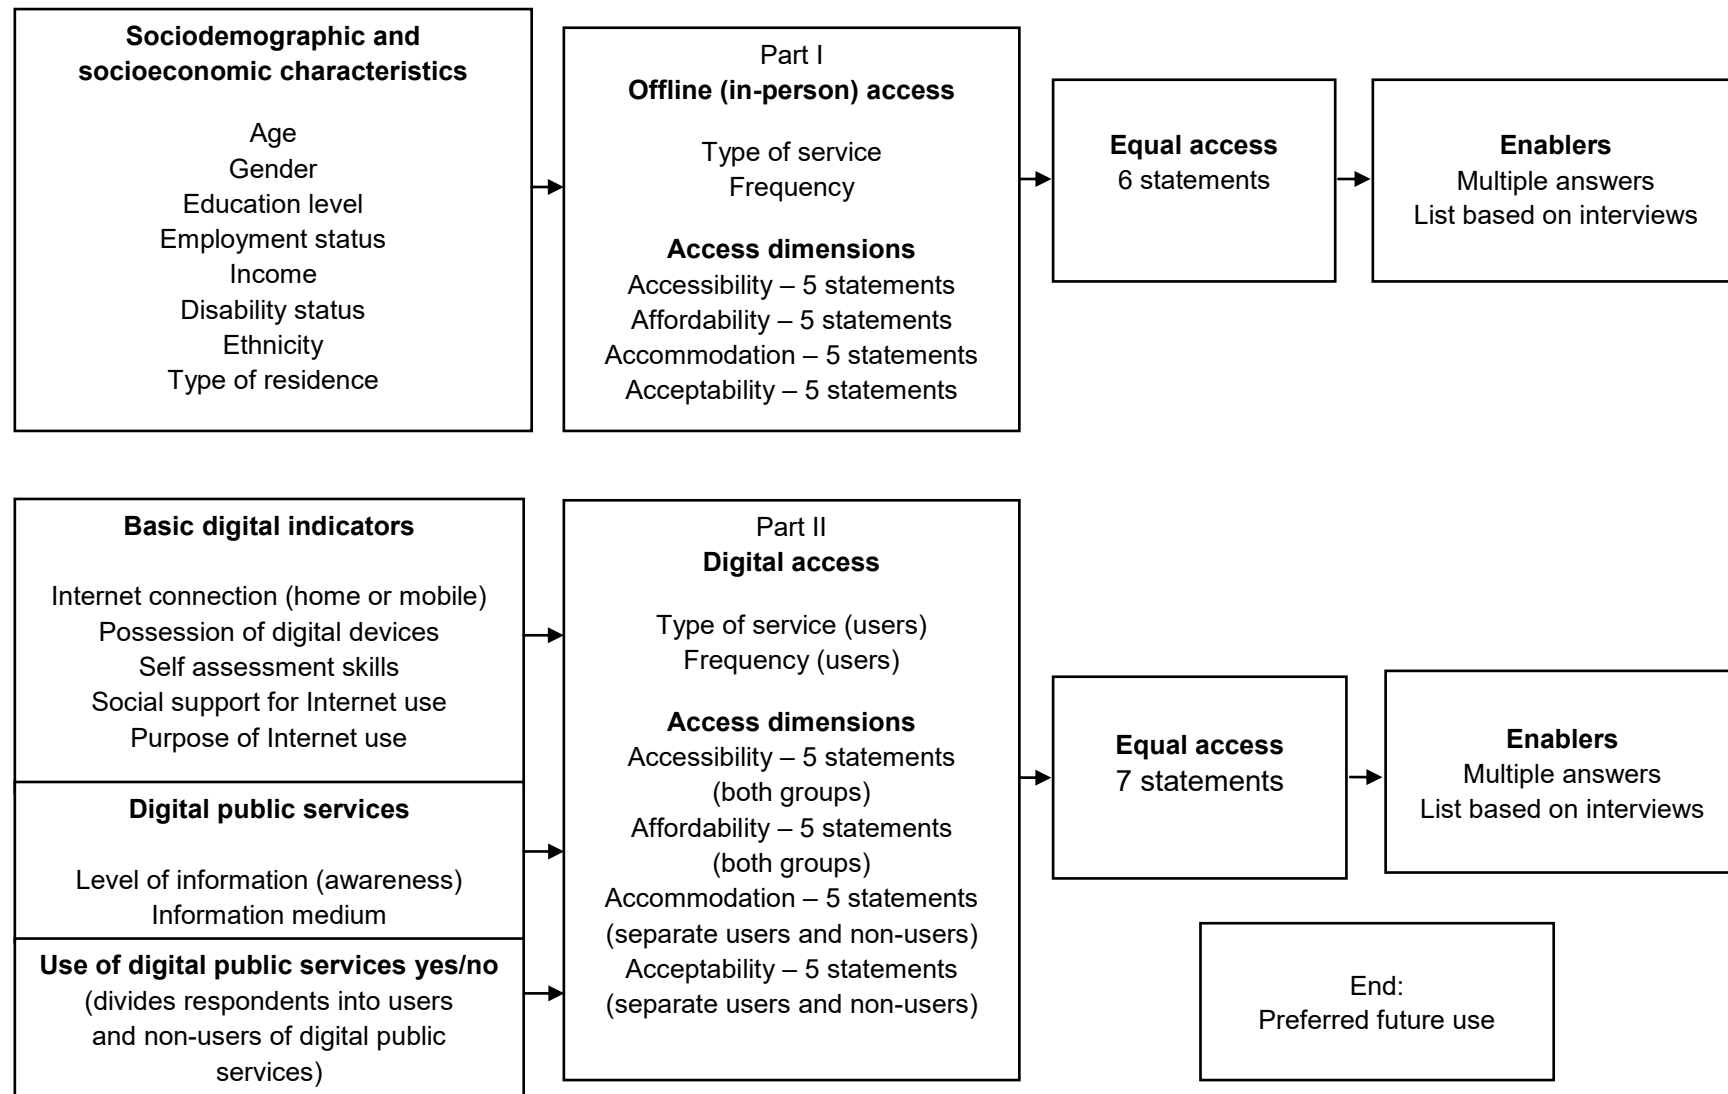 Sociodemographic and
socioeconomic characteristics
Age
Gender
Education level
Employment status
Income
Disability status
Ethnicity
Type of residence
Part I
Offline (in-person) access
Type of service
Frequency
Access dimensions
Accessibility – 5 statements
Affordability – 5 statements
Accommodation – 5 statements
Acceptability – 5 statements
Equal access
6 statements
Enablers
Multiple answers
List based on interviews
Basic digital indicators
Internet connection (home or mobile)
Possession of digital devices
Self assessment skills
Social support for Internet use
Purpose of Internet use
Digital public services
Level of information (awareness)
Information medium
Use of digital public services yes/no
(divides respondents into users
and non-users of digital public
services)
Part II
Digital access
Type of service (users)
Frequency (users)
Access dimensions
Accessibility – 5 statements
(both groups)
Affordability – 5 statements
(both groups)
Accommodation – 5 statements
(separate users and non-users)
Acceptability – 5 statements
(separate users and non-users)
Equal access
7 statements
Enablers
Multiple answers
List based on interviews
End:
Preferred future use